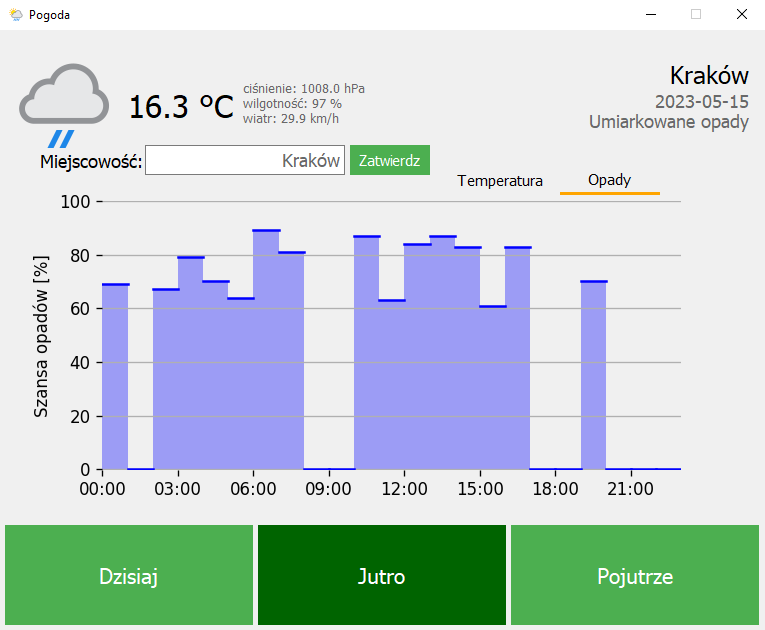 Pogoda
16.3 °C
ciśnienie: 1008.0 hPa
wilgotność: 97 %
wiatr: 29.9 km/h
Kraków
2023-05-15
Umiarkowane opady
Miejscowość: Kraków Zatwierdz
Temperatura Opady
Szansa opadów [%]
100
80
60
40
20
0
00:00 03:00 06:00 09:00 12:00 15:00 18:00 21:00
Dzisiaj Jutro Pojutrze